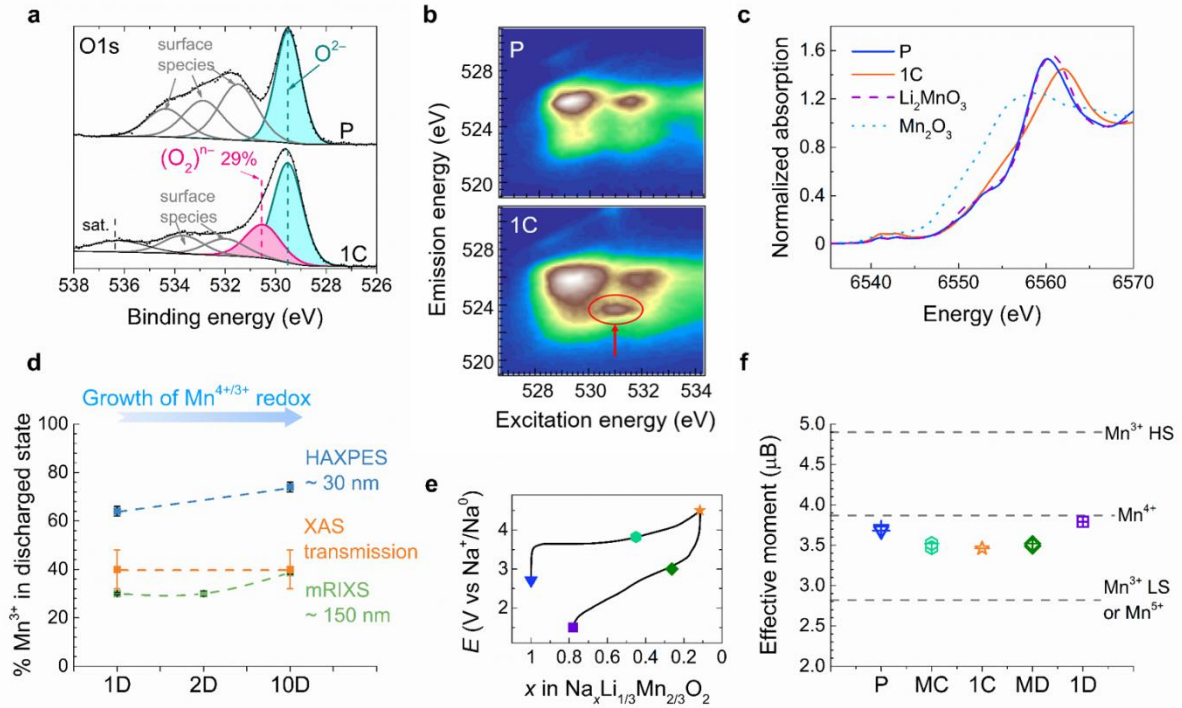 a
O1s
surface
species
O²⁻
P
(O₂)ⁿ⁻ 29%
surface
species
sat.
1C
538 536 534 532 530 528 526
Binding energy (eV)
b
P
528
524
520
1C
528
524
520
Emission energy (eV)
528 530 532 534
Excitation energy (eV)
c
P
1C
Li₂MnO₃
Mn₂O₃
1.6
1.2
0.8
0.4
0.0
Normalized absorption
6540 6550 6560 6570
Energy (eV)
d
Growth of Mn⁴⁺/³⁺ redox
100
80
60
40
20
0
% Mn³⁺ in discharged state
HAXPES
~ 30 nm
XAS
transmission
mRIXS
~ 150 nm
1D 2D 10D
e
4
3
2
E (V vs Na⁺/Na⁰)
1 0.8 0.6 0.4 0.2 0
x in NaₓLi₁/₃Mn₂/₃O₂
f
5.0
4.5
4.0
3.5
3.0
2.5
2.0
Effective moment (μB)
Mn³⁺ HS
Mn⁴⁺
Mn³⁺ LS
or Mn⁵⁺
P MC 1C MD 1D